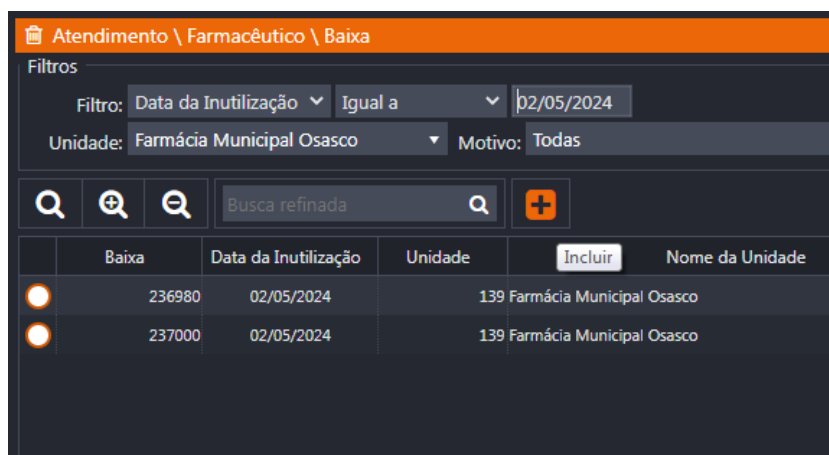 Atendimento \ Farmacêutico \ Baixa
Filtros
Filtro: Data da Inutilização Igual a 02/05/2024
Unidade: Farmácia Municipal Osasco Motivo: Todas
Busca refinada
Baixa Data da Inutilização Unidade Incluir Nome da Unidade
236980 02/05/2024 139 Farmácia Municipal Osasco
237000 02/05/2024 139 Farmácia Municipal Osasco